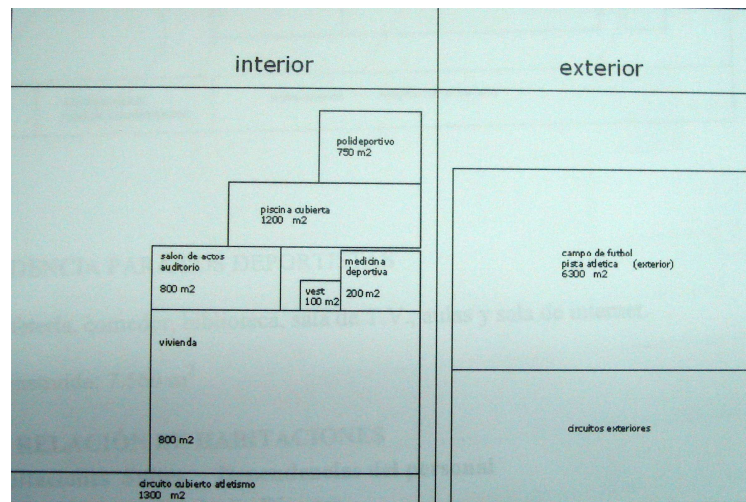 interior
exterior
polideportivo
750 m2
piscina cubierta
1200 m2
salon de actos
auditorio
800 m2
medicina
deportiva
200 m2
vest
100 m2
campo de futbol
pista atletica (exterior)
6300 m2
vivienda
800 m2
circuitos exteriores
circuito cubierto atletismo
1300 m2
RELACIÓN
HABITACIONES